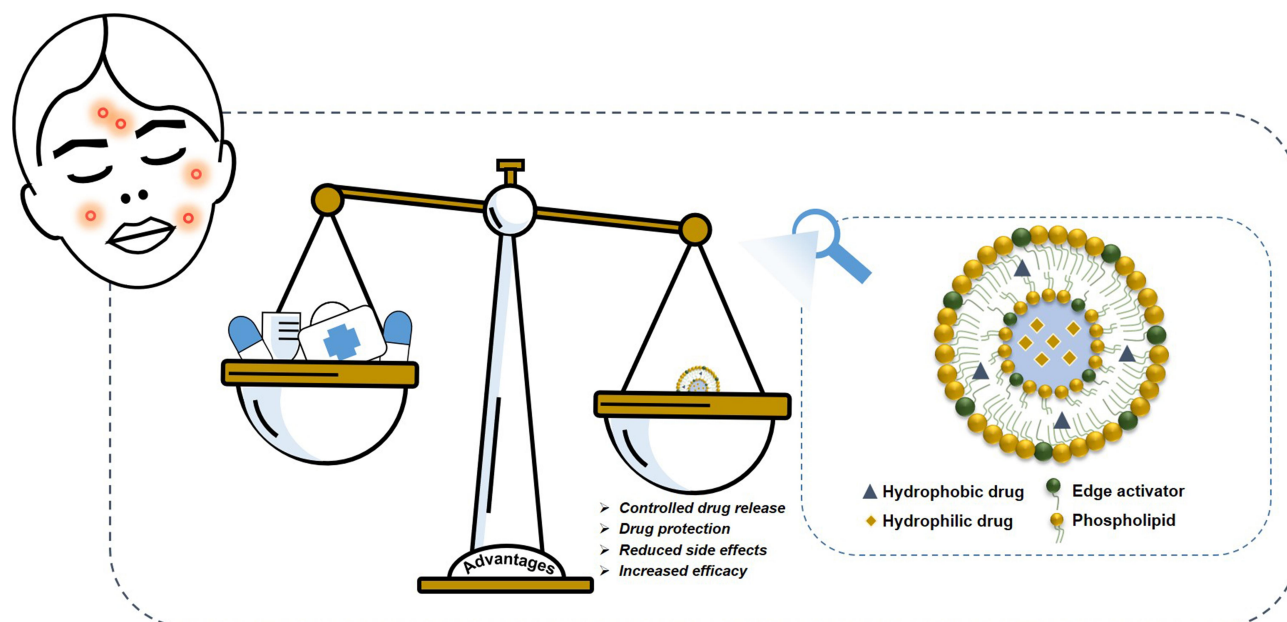 Controlled drug release
Drug protection
Reduced side effects
Increased efficacy
Advantages
Hydrophobic drug
Edge activator
Hydrophilic drug
Phospholipid